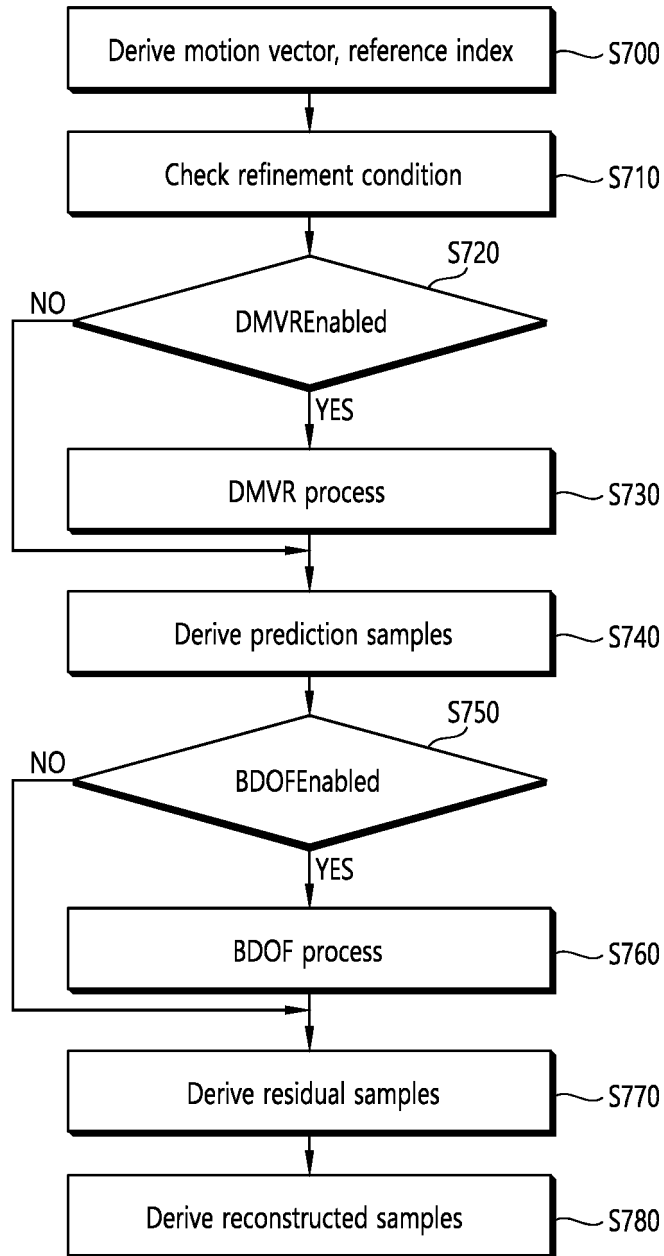 Derive motion vector, reference index
S700
Check refinement condition
S710
S720
NO
DMVREnabled
YES
DMVR process
S730
Derive prediction samples
S740
S750
NO
BDOFEnabled
YES
BDOF process
S760
Derive residual samples
S770
Derive reconstructed samples
S780